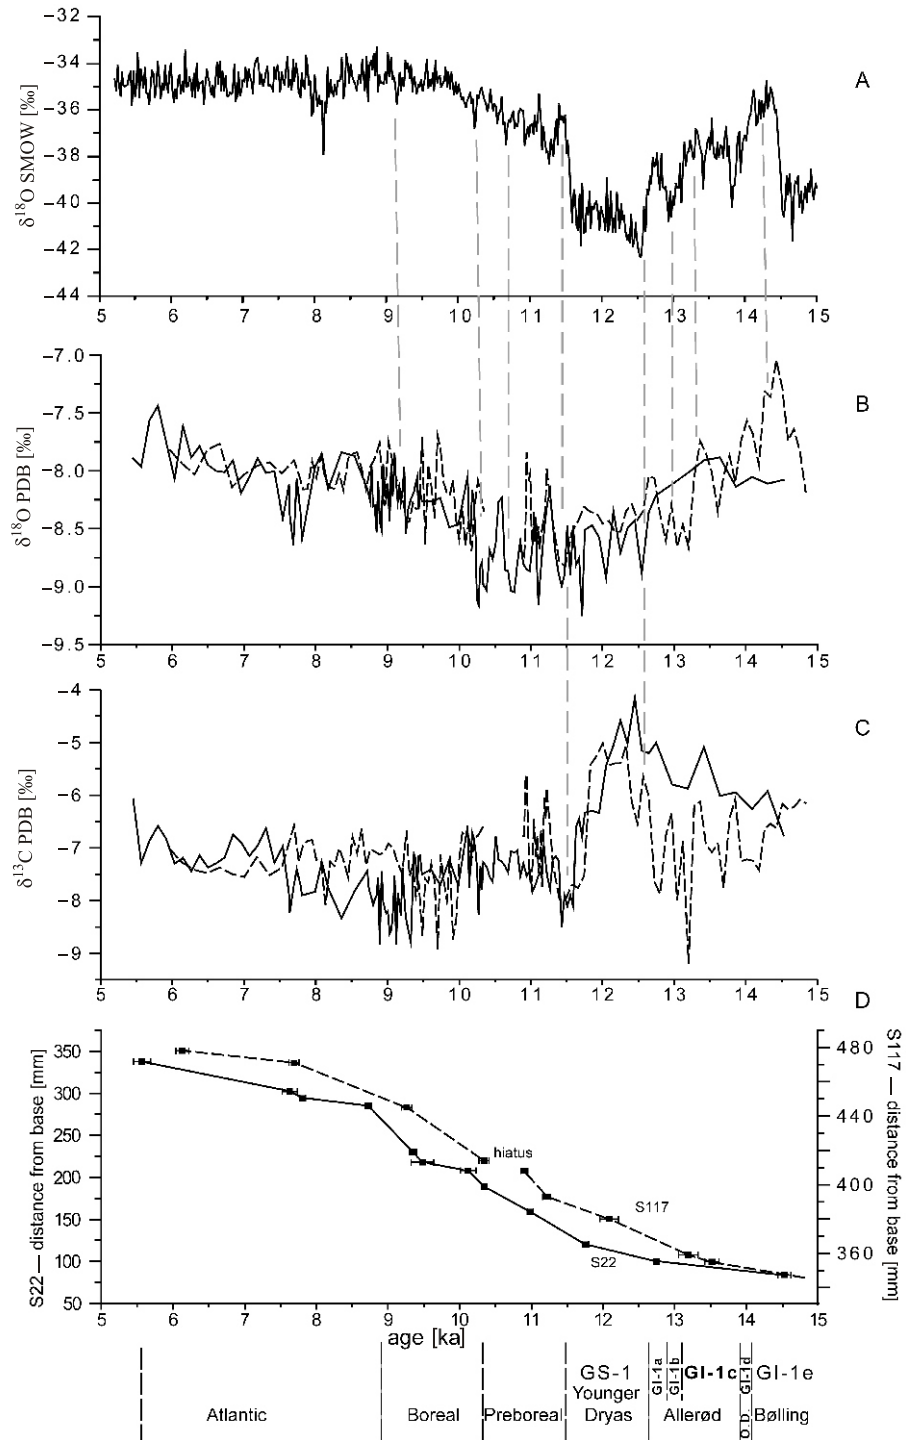 −32
−34
−36
−38
−40
−42
−44
δ¹⁸O SMOW [‰]
A
5 6 7 8 9 10 11 12 13 14 15
−7.0
−7.5
−8.0
−8.5
−9.0
−9.5
δ¹⁸O PDB [‰]
B
5 6 7 8 9 10 11 12 13 14 15
−4
−5
−6
−7
−8
−9
δ¹³C PDB [‰]
C
5 6 7 8 9 10 11 12 13 14 15
D
350
300
250
200
150
100
50
S22 — distance from base [mm]
hiatus
S117
S22
480
440
400
360
S117 — distance from base [mm]
5 6 7 8 9 10 11 12 13 14 15
age [ka]
GS-1 GI-1a GI-1b GI-1c GI-1d GI-1e
Younger
Atlantic Boreal Preboreal Dryas Allerød O.D. Bølling